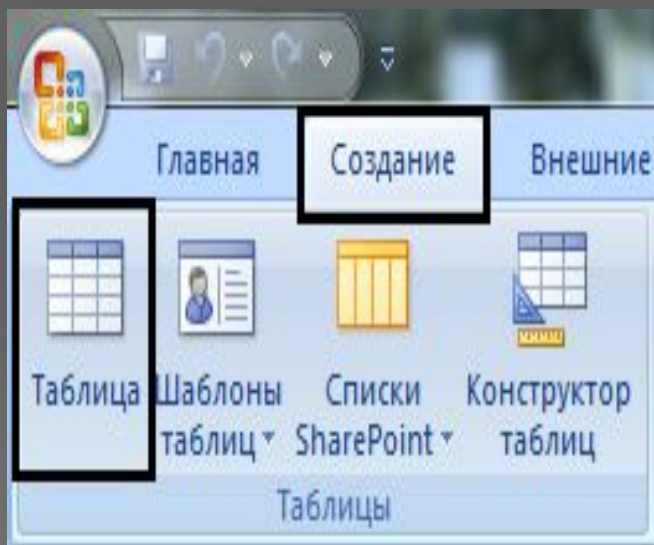 Главная Создание Внешние
Таблица Шаблоны таблиц Списки SharePoint Конструктор таблиц
Таблицы